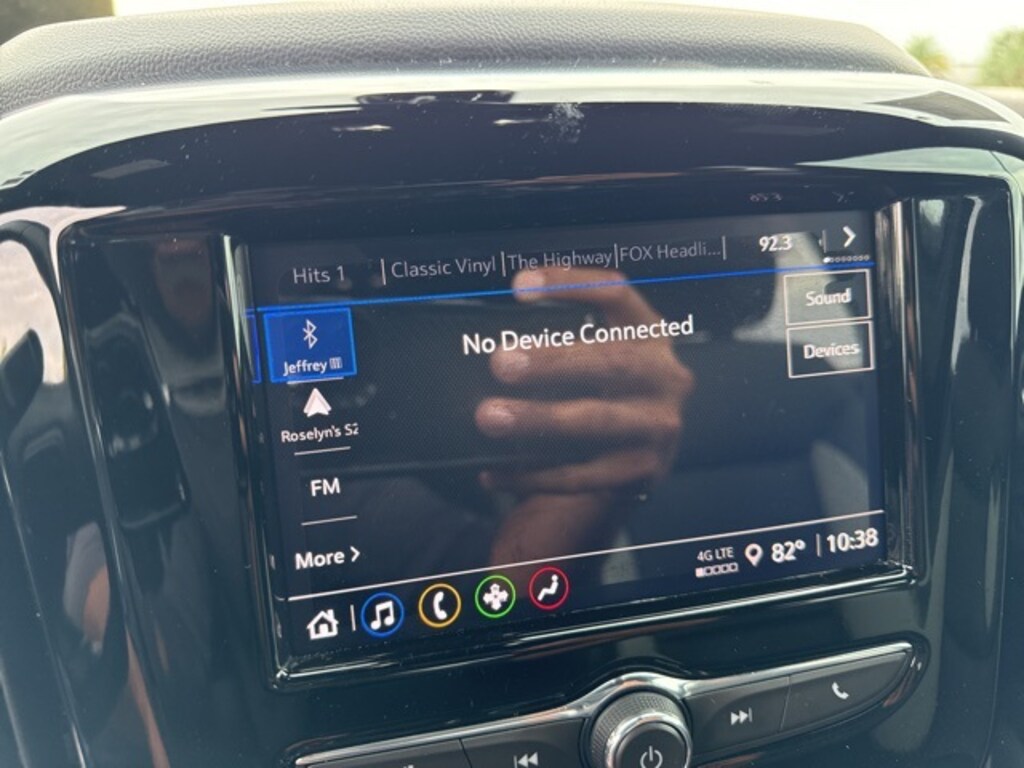 Hits 1 | Classic Vinyl | The Highway | FOX Headli... | 92.3
Sound
Jeffrey
No Device Connected
Devices
Roselyn's S2
FM
More >
4G LTE 82° | 10:38